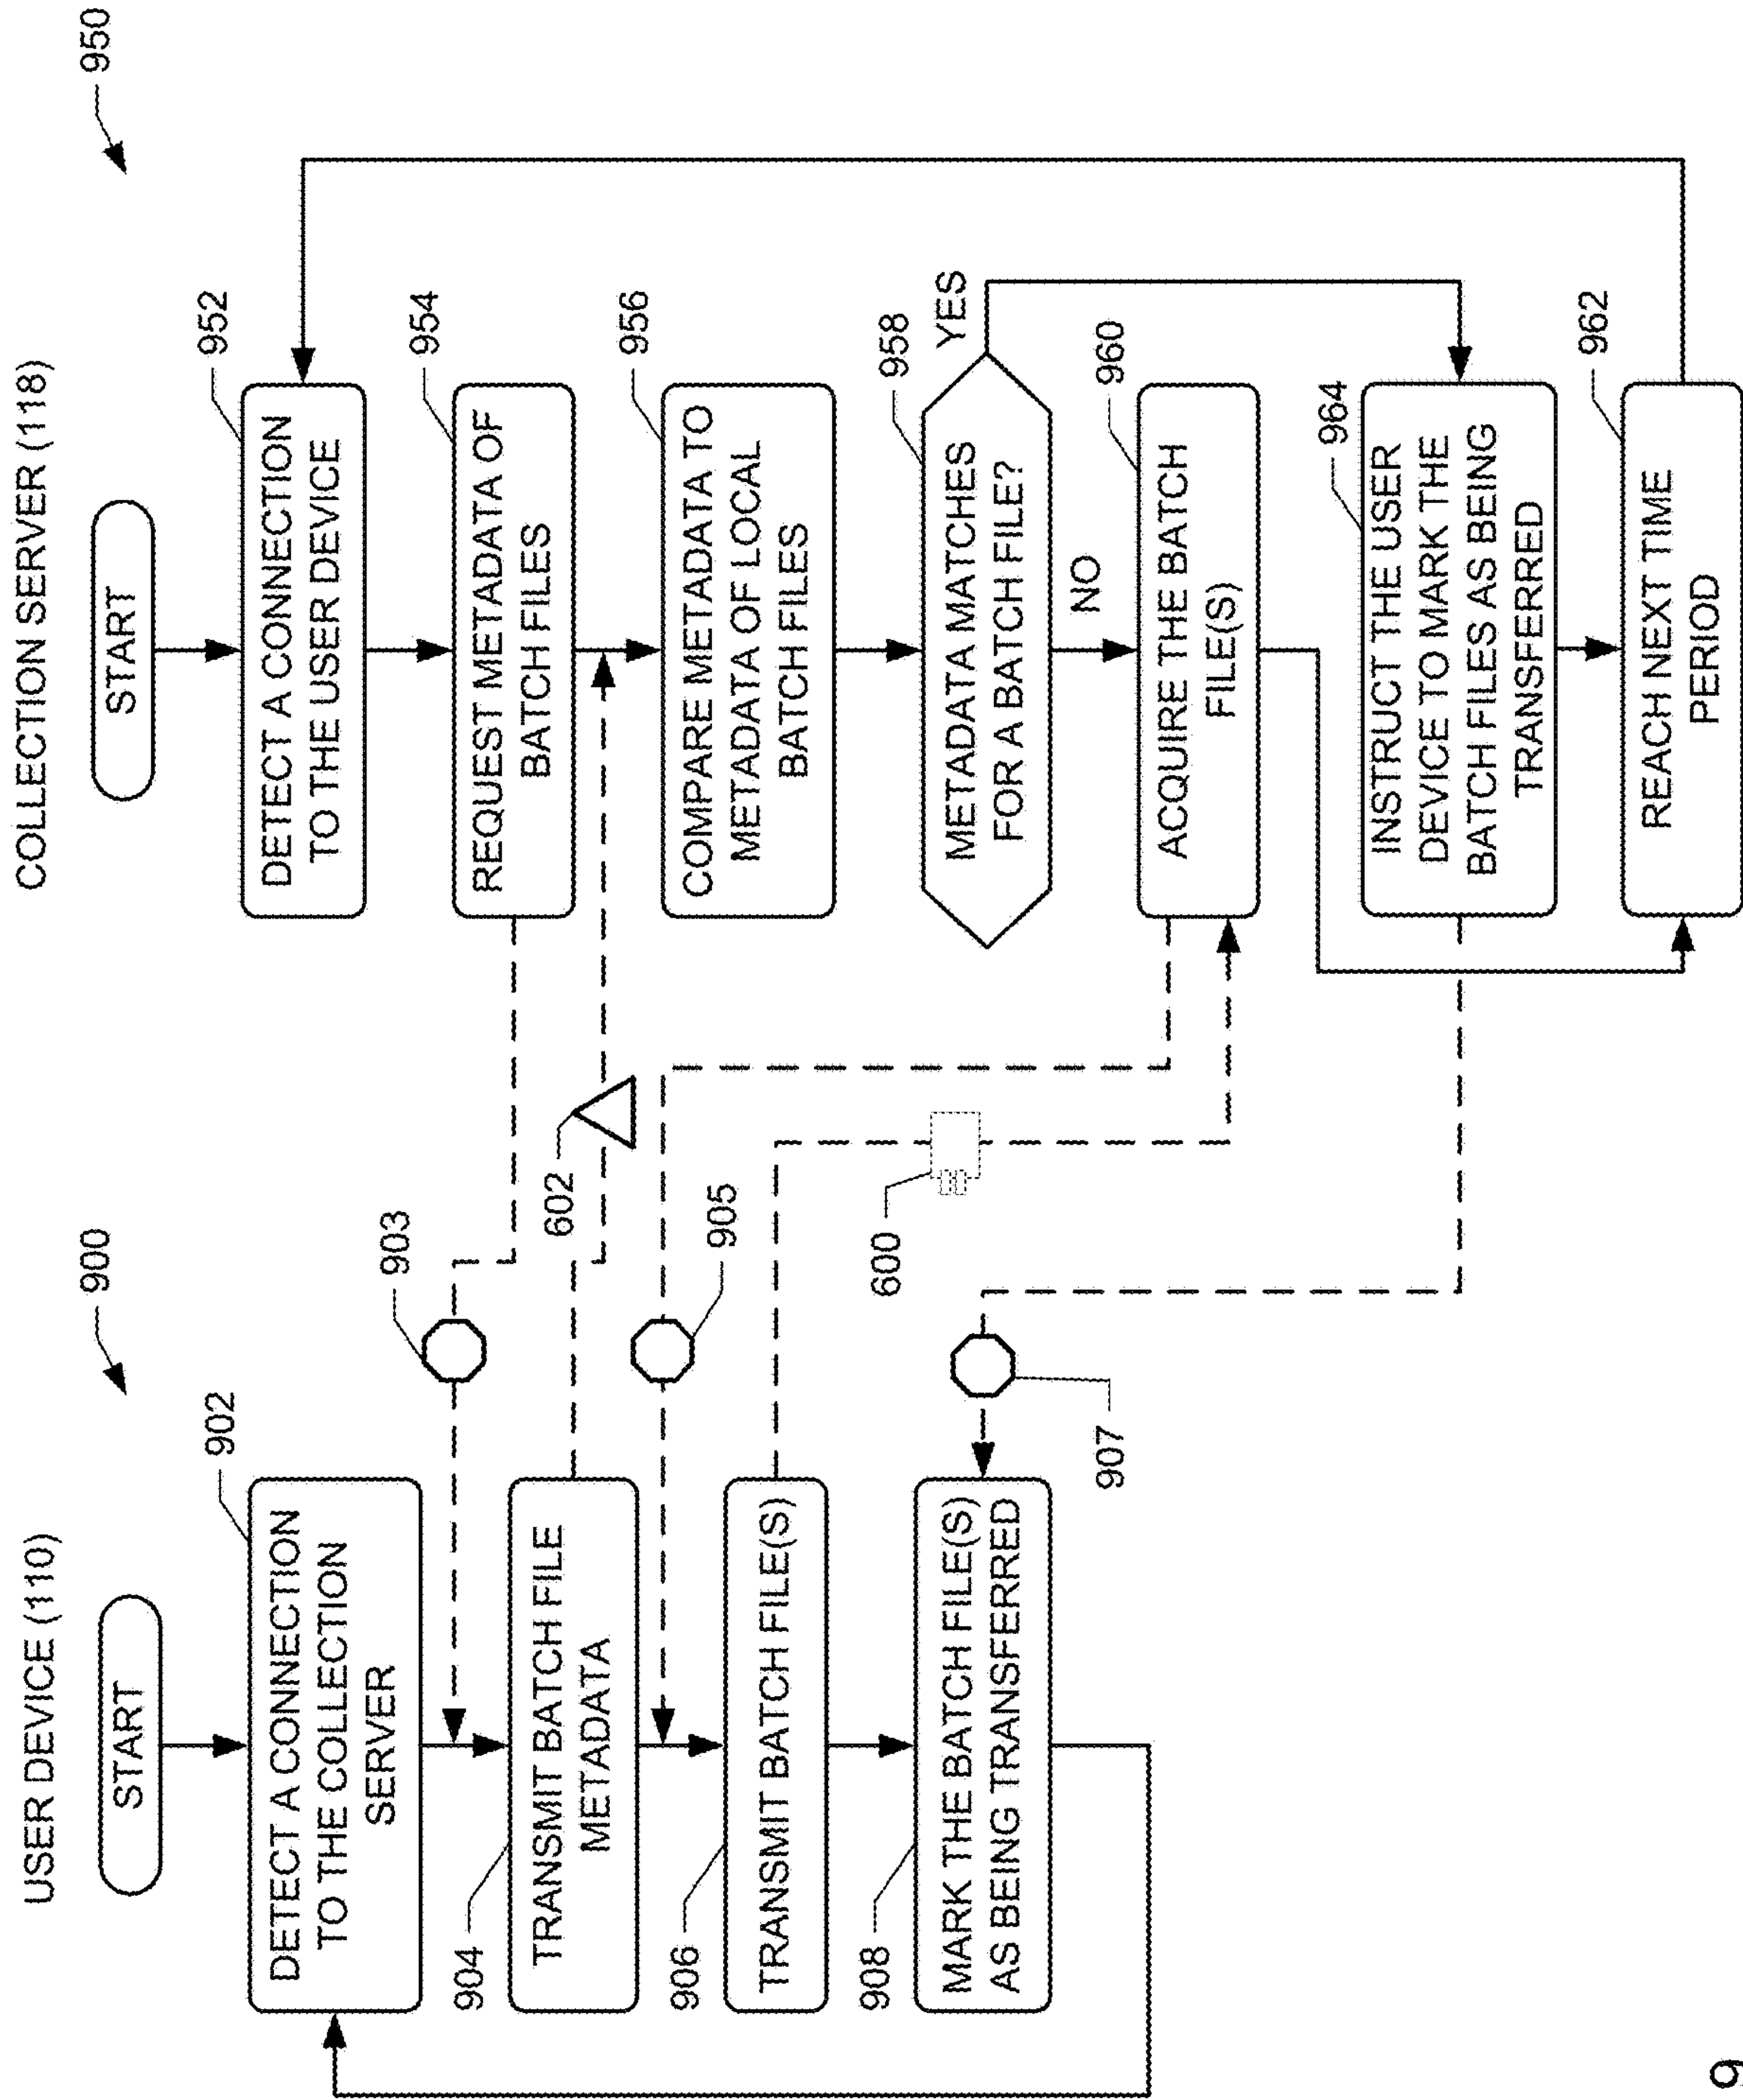 USER DEVICE (110)
900
START
902
DETECT A CONNECTION
TO THE COLLECTION
SERVER
903
904
TRANSMIT BATCH FILE
METADATA
602
905
906
TRANSMIT BATCH FILE(S)
600
908
MARK THE BATCH FILE(S)
AS BEING TRANSFERRED
907
COLLECTION SERVER (118)
950
START
952
DETECT A CONNECTION
TO THE USER DEVICE
954
REQUEST METADATA OF
BATCH FILES
956
COMPARE METADATA TO
METADATA OF LOCAL
BATCH FILES
958
METADATA MATCHES
FOR A BATCH FILE?
YES
NO
960
ACQUIRE THE BATCH
FILE(S)
964
INSTRUCT THE USER
DEVICE TO MARK THE
BATCH FILES AS BEING
TRANSFERRED
962
REACH NEXT TIME
PERIOD
9